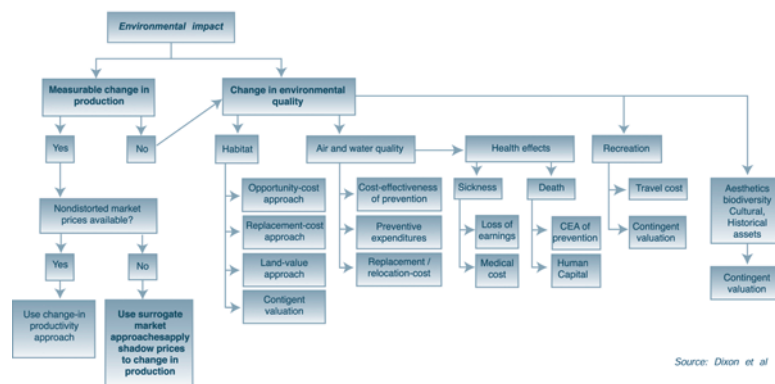 Environmental impact
Measurable change in
production
Change in environmental
quality
Yes
No
Habitat
Air and water quality
Health effects
Recreation
Opportunity-cost
approach
Cost-effectiveness
of prevention
Sickness
Death
Travel cost
Aesthetics
biodiversity
Cultural,
Historical
assets
Nondistorted market
prices available?
Replacement-cost
approach
Preventive
expenditures
Loss of
earnings
CEA of
prevention
Contingent
valuation
Yes
No
Land-value
approach
Replacement /
relocation-cost
Medical
cost
Human
Capital
Contingent
valuation
Use change-in
productivity
approach
Use surrogate
market
approachesapply
shadow prices
to change in
production
Contigent
valuation
Source: Dixon et al